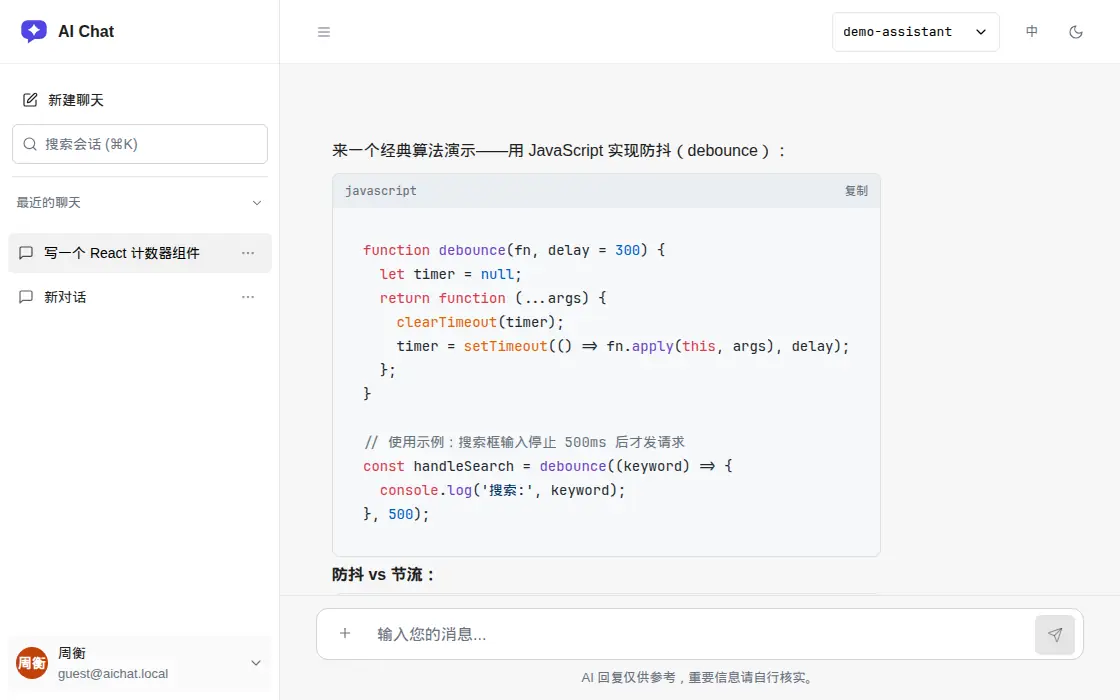 AI Chat
demo-assistant
中
新建聊天
搜索会话 (⌘K)
最近的聊天
写一个 React 计数器组件
新对话
周衡
周衡
guest@aichat.local
来一个经典算法演示——用 JavaScript 实现防抖（debounce）：
javascript
复制
function debounce(fn, delay = 300) {
  let timer = null;
  return function (...args) {
    clearTimeout(timer);
    timer = setTimeout(() => fn.apply(this, args), delay);
  };
}
// 使用示例：搜索框输入停止 500ms 后才发请求
const handleSearch = debounce((keyword) => {
  console.log('搜索:', keyword);
}, 500);
防抖 vs 节流：
输入您的消息...
AI 回复仅供参考，重要信息请自行核实。